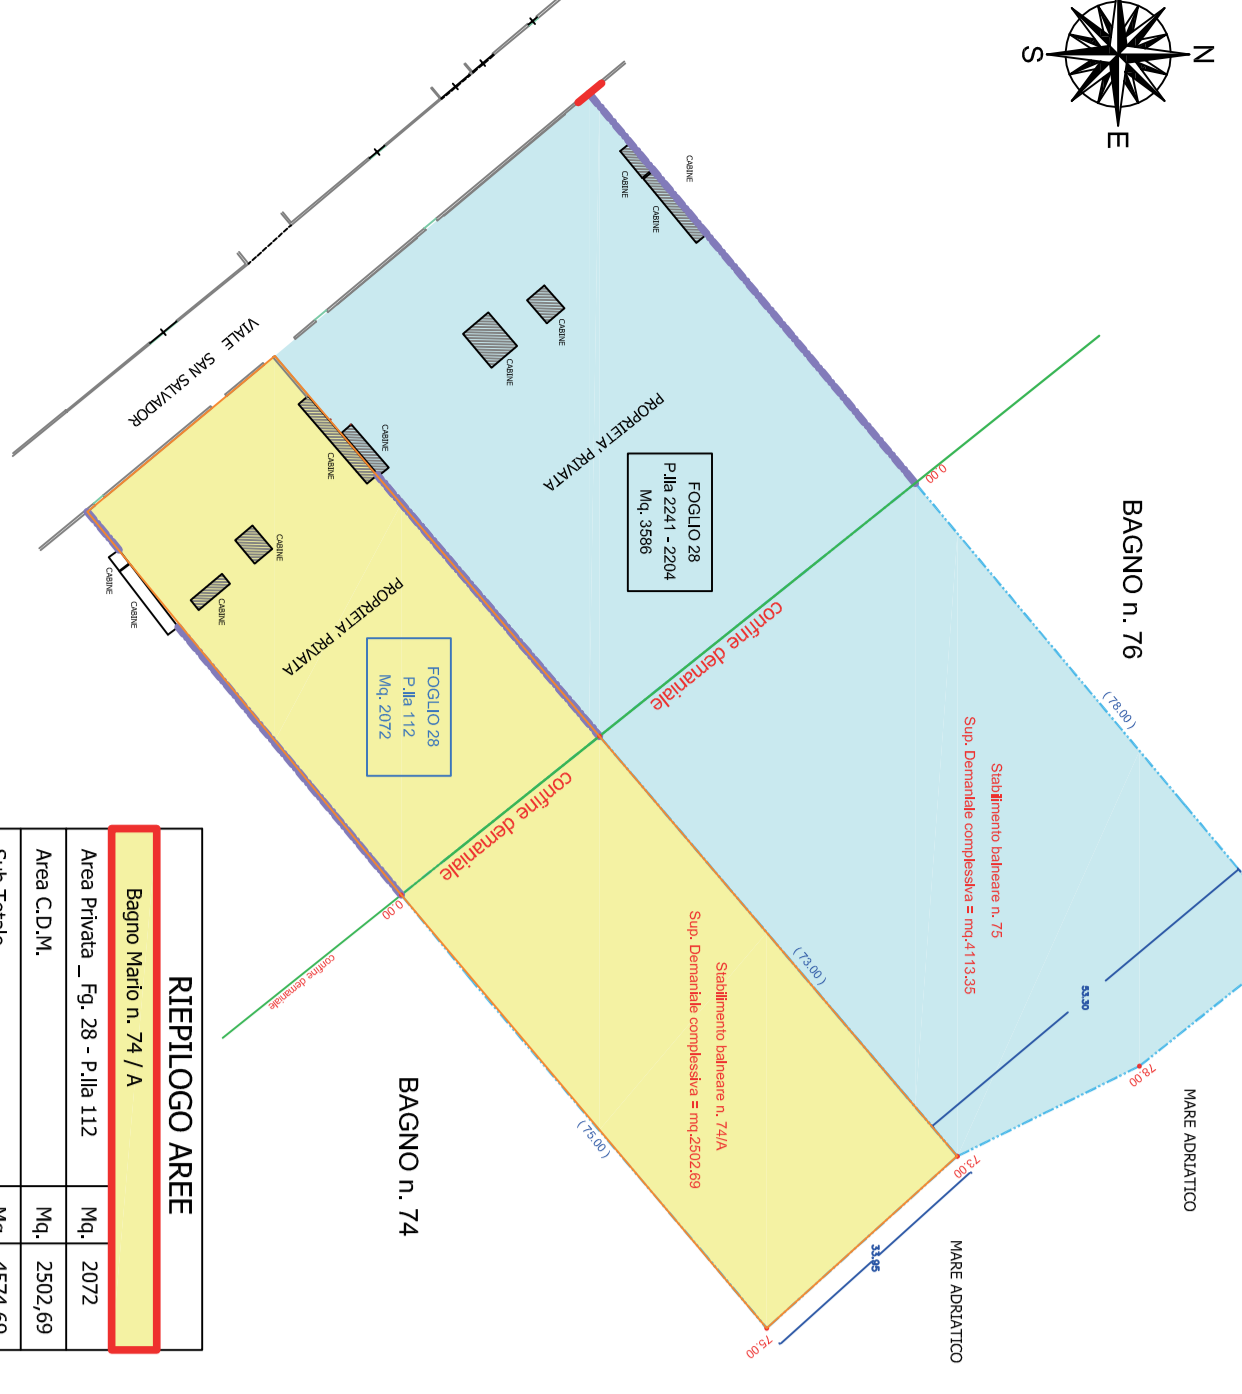 N
S
E
BAGNO n. 76
CABINE
CABINE
CABINE
CABINE
CABINE
VIALE SAN SALVADOR
PROPRIETA' PRIVATA
FOGLIO 28
P.lla 2241 - 2204
Mq. 3586
0.00
confine demaniale
( 78.00 )
Stabilimento balneare n. 75
Sup. Demaniale complessiva = mq.4113.35
53.30
78.00
MARE ADRIATICO
CABINE
CABINE
CABINE
CABINE
CABINE
CABINE
PROPRIETA' PRIVATA
FOGLIO 28
P.lla 112
Mq. 2072
confine demaniale
0.00
confine demaniale
( 73.00 )
Stabilimento balneare n. 74/A
Sup. Demaniale complessiva = mq.2502.69
73.00
33.95
75.00
( 75.00 )
MARE ADRIATICO
BAGNO n. 74
RIEPILOGO AREE
Bagno Mario n. 74 / A
Area Privata _ Fg. 28 - P.lla 112 Mq. 2072
Area C.D.M. Mq. 2502,69
Sub Totale Mq. 4574,69